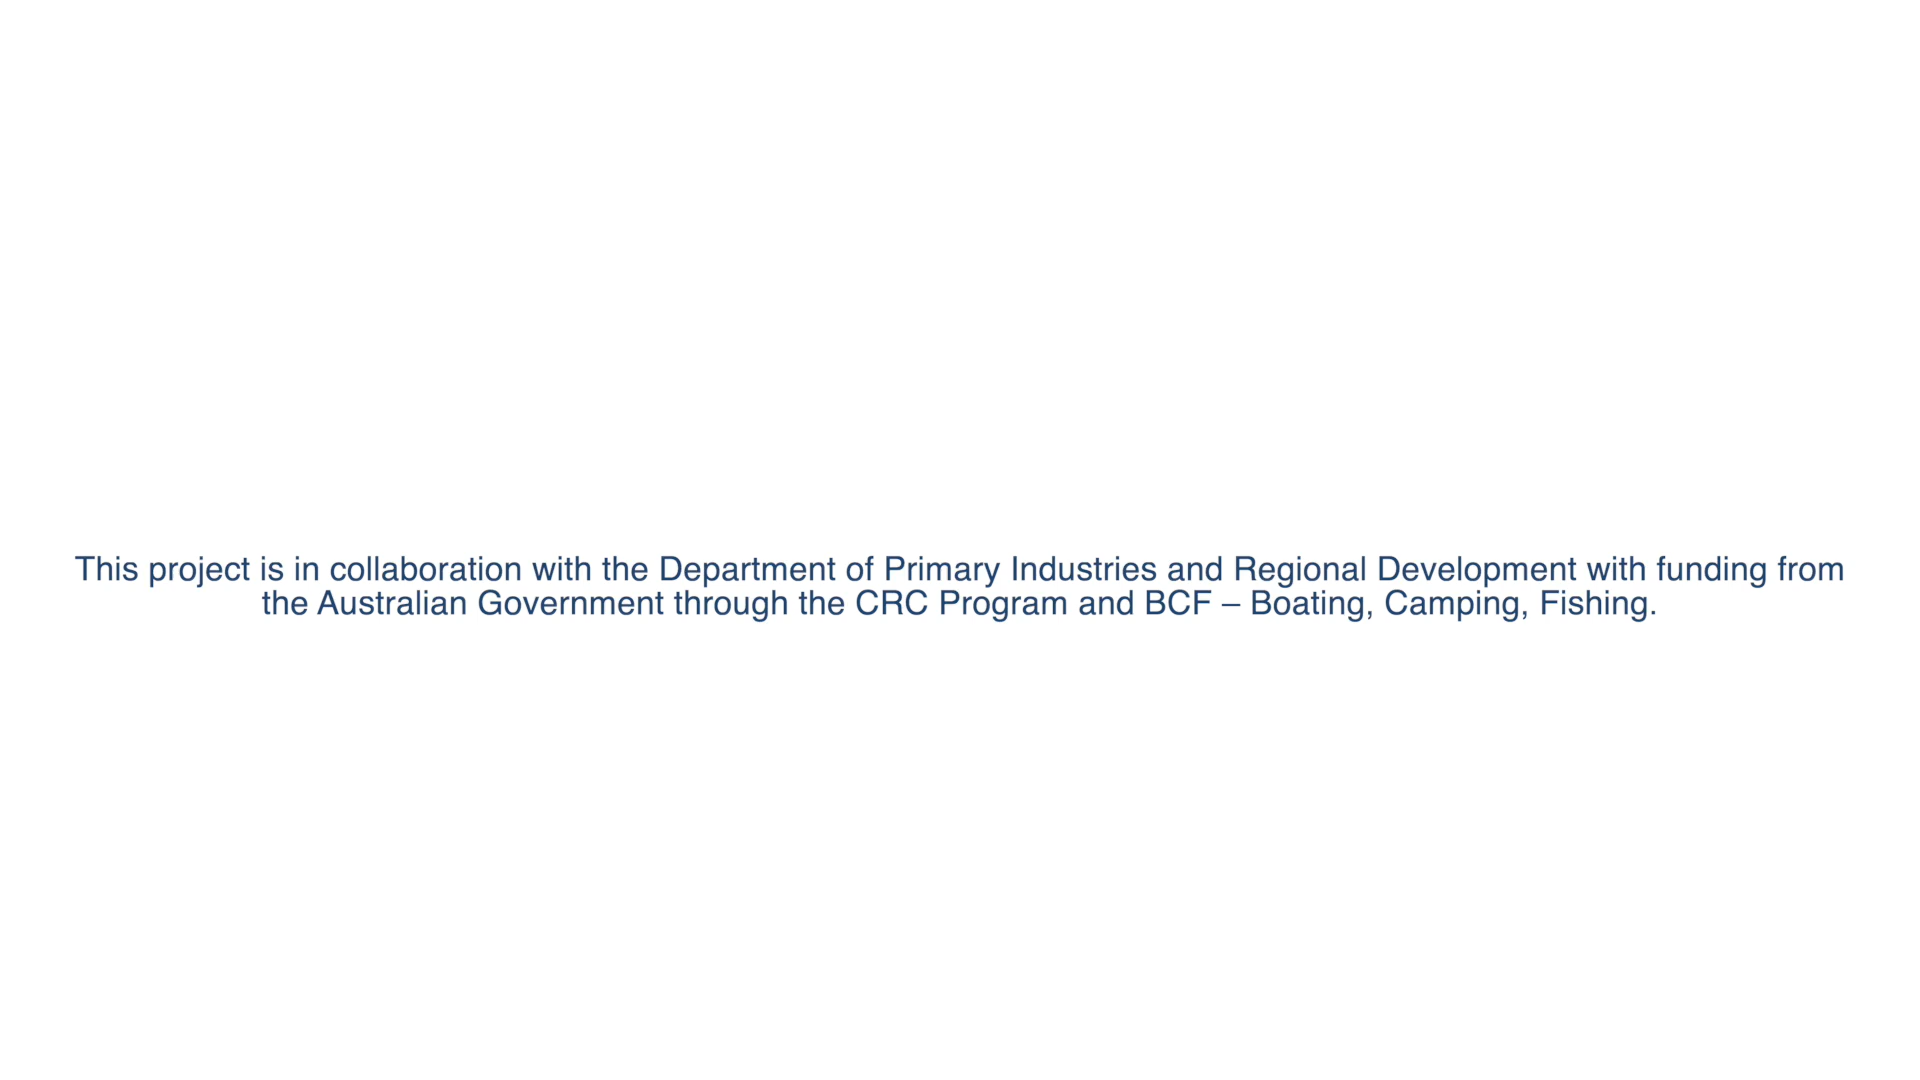 This project is in collaboration with the Department of Primary Industries and Regional Development with funding from
the Australian Government through the CRC Program and BCF – Boating, Camping, Fishing.